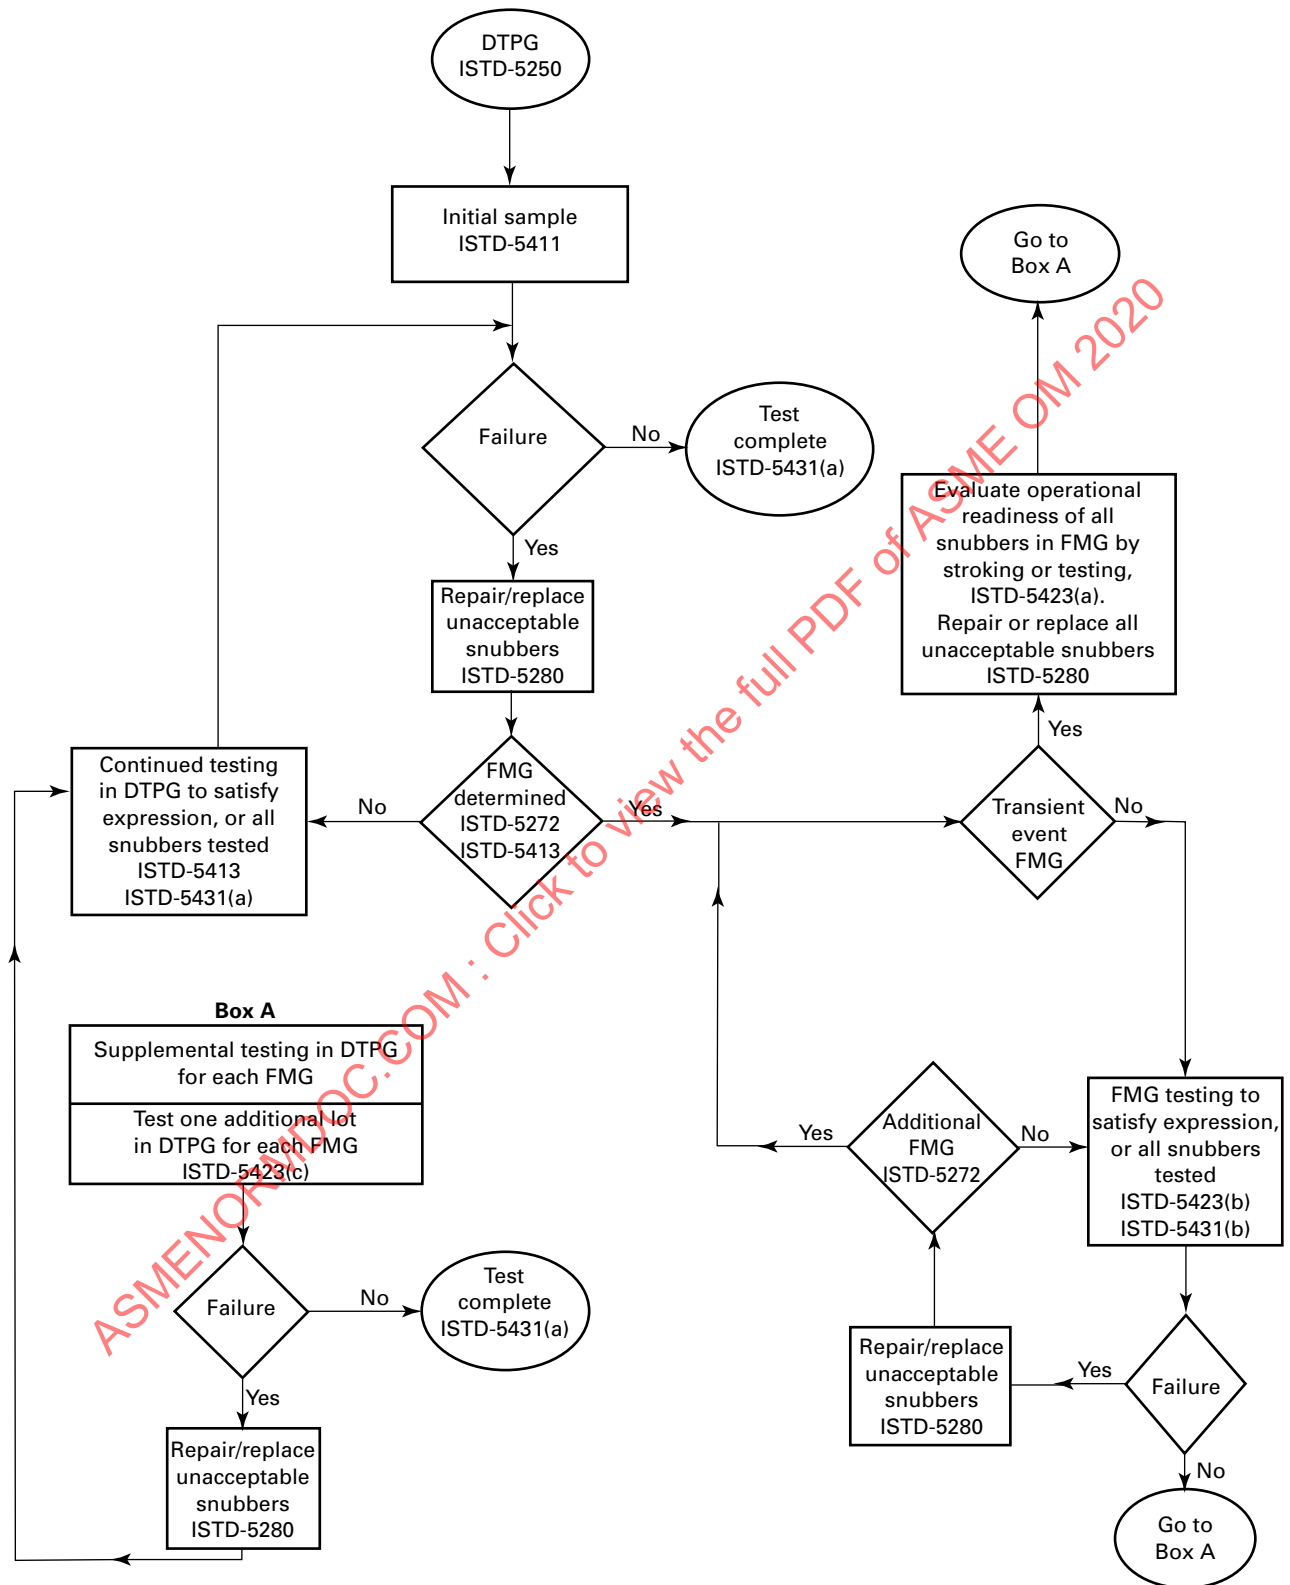 DTPG
ISTD-5250
Initial sample
ISTD-5411
Go to
Box A
Failure
No
Test
complete
ISTD-5431(a)
Yes
Repair/replace
unacceptable
snubbers
ISTD-5280
Evaluate operational
readiness of all
snubbers in FMG by
stroking or testing,
ISTD-5423(a).
Repair or replace all
unacceptable snubbers
ISTD-5280
Yes
Continued testing
in DTPG to satisfy
expression, or all
snubbers tested
ISTD-5413
ISTD-5431(a)
No
FMG
determined
ISTD-5272
ISTD-5413
Yes
Transient
event
FMG
No
Box A
Supplemental testing in DTPG
for each FMG
Test one additional lot
in DTPG for each FMG
ISTD-5423(c)
Yes
Additional
FMG
ISTD-5272
No
FMG testing to
satisfy expression,
or all snubbers
tested
ISTD-5423(b)
ISTD-5431(b)
Failure
No
Test
complete
ISTD-5431(a)
Yes
Repair/replace
unacceptable
snubbers
ISTD-5280
Repair/replace
unacceptable
snubbers
ISTD-5280
Yes
Failure
No
Go to
Box A
ASMENORMDOC.COM : Click to view the full PDF of ASME OM 2020